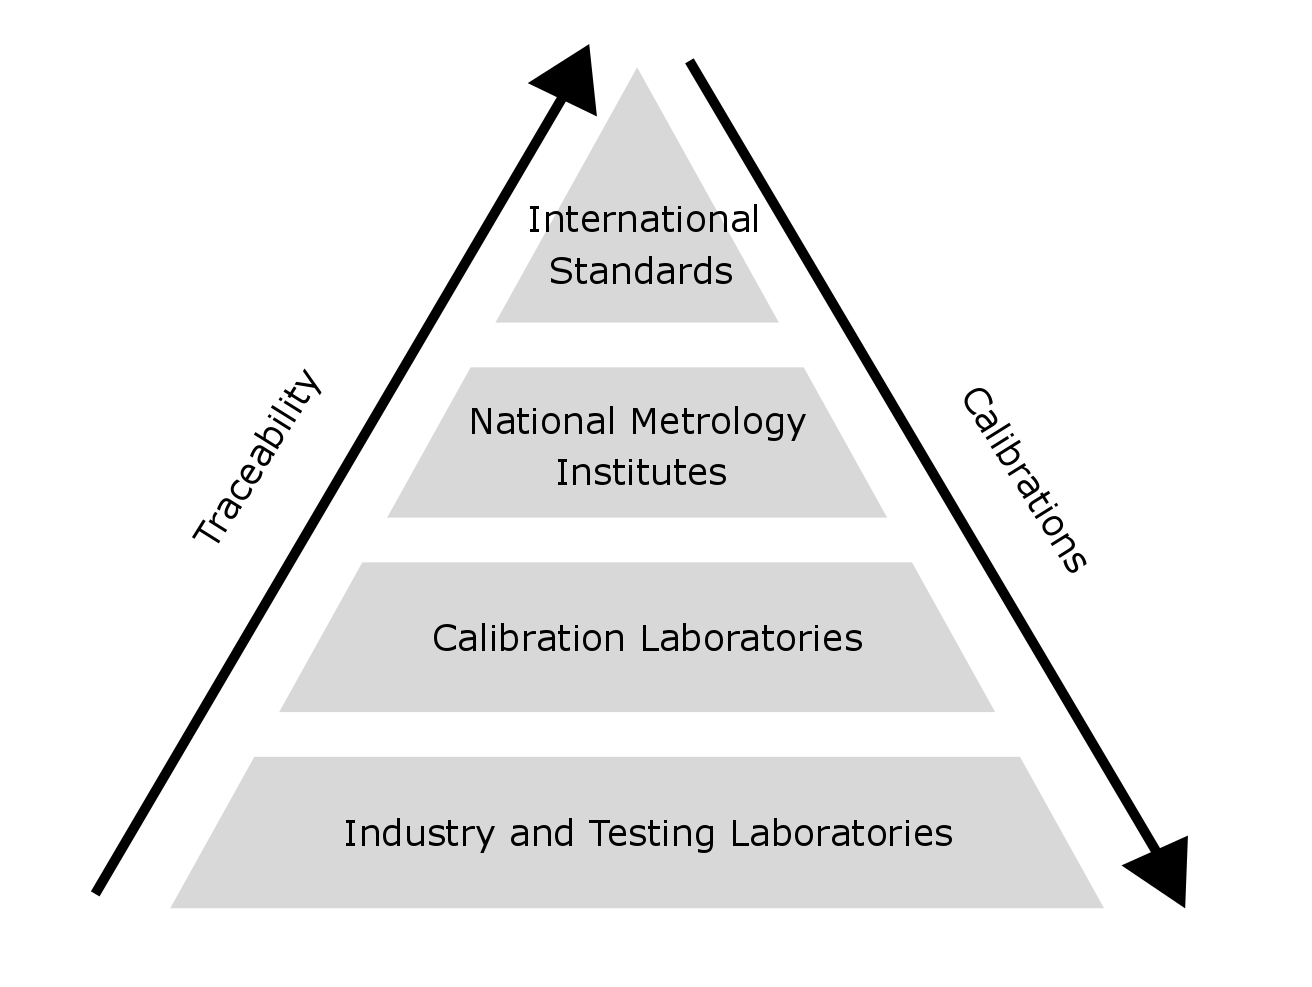 International
Standards
Traceability
National Metrology
Institutes
Calibrations
Calibration Laboratories
Industry and Testing Laboratories